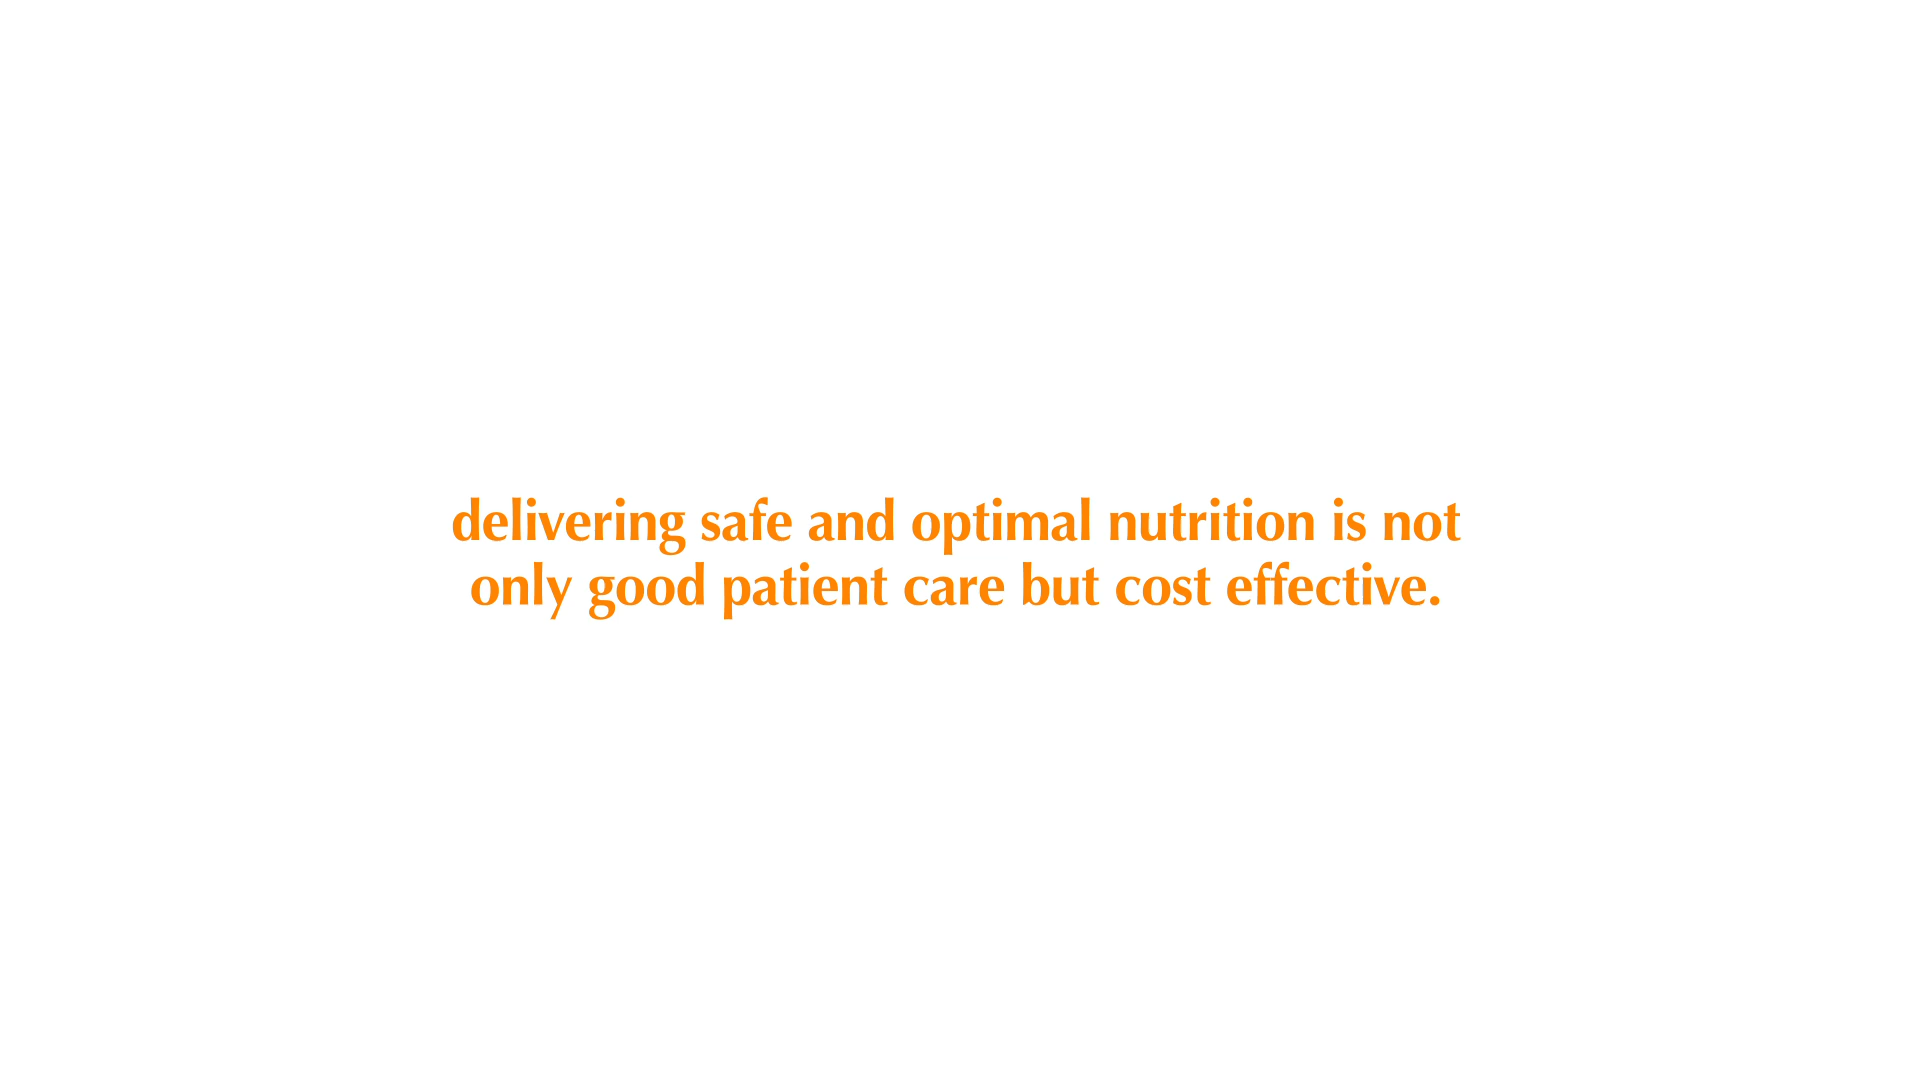 delivering safe and optimal nutrition is not
only good patient care but cost effective.